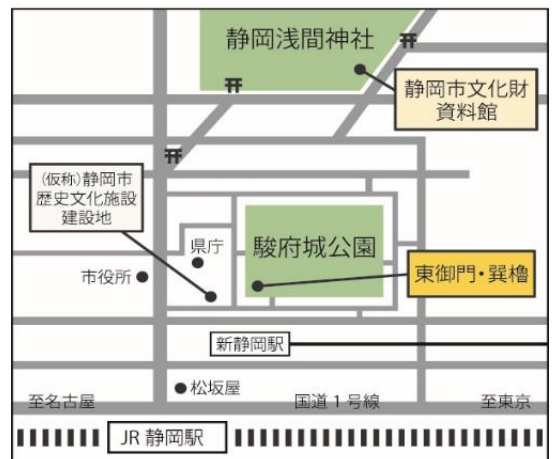 静岡浅間神社
静岡市文化財
資料館
(仮称)静岡市
歴史文化施設
建設地
県庁
駿府城公園
市役所
東御門・巽櫓
新静岡駅
松坂屋
至名古屋
国道1号線
至東京
JR 静岡駅